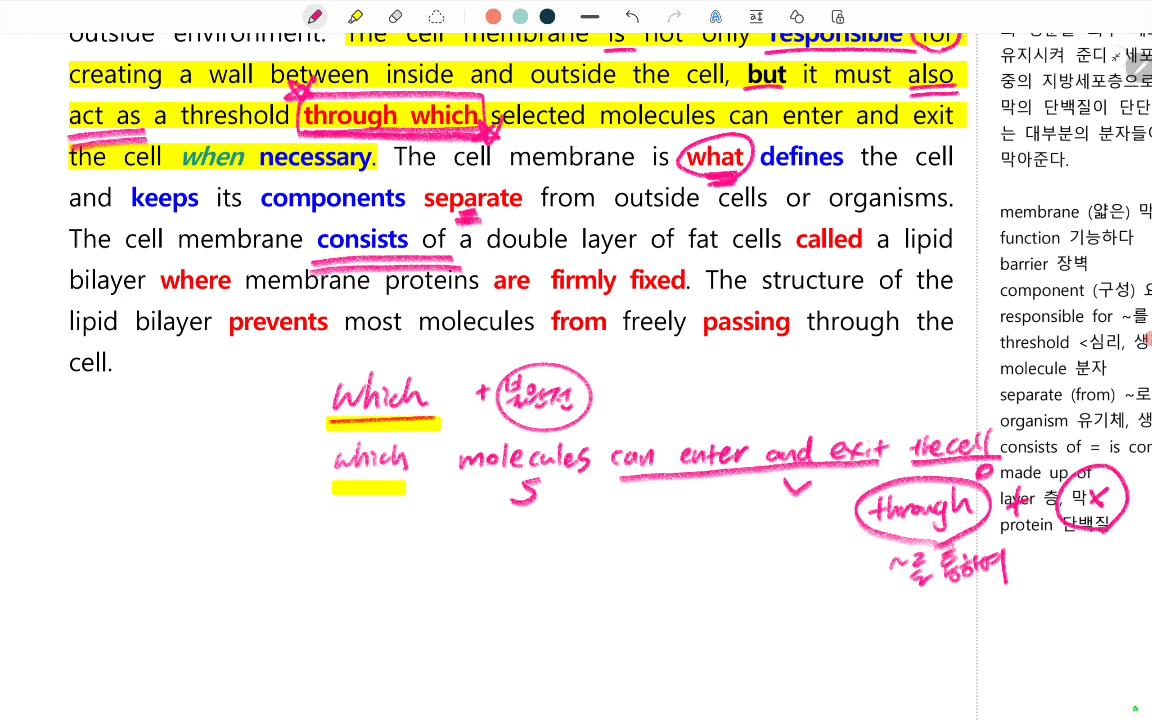 outside environment. The cell membrane is not only responsible for
creating a wall between inside and outside the cell, but it must also
act as a threshold through which selected molecules can enter and exit
the cell when necessary. The cell membrane is what defines the cell
and keeps its components separate from outside cells or organisms.
The cell membrane consists of a double layer of fat cells called a lipid
bilayer where membrane proteins are firmly fixed. The structure of the
lipid bilayer prevents most molecules from freely passing through the
cell.
which + 불완전
which molecules can enter and exit the cell
S V O
through + X
~를 통하여
유지시켜 준다. 세포
중의 지방세포층으로
막의 단백질이 단단
는 대부분의 분자들이
막아준다.
membrane (얇은) 막
function 기능하다
barrier 장벽
component (구성) 요
responsible for ~를
threshold <심리, 생
molecule 분자
separate (from) ~로
organism 유기체, 생
consists of = is con
made up of
layer 층, 막
protein 단백질